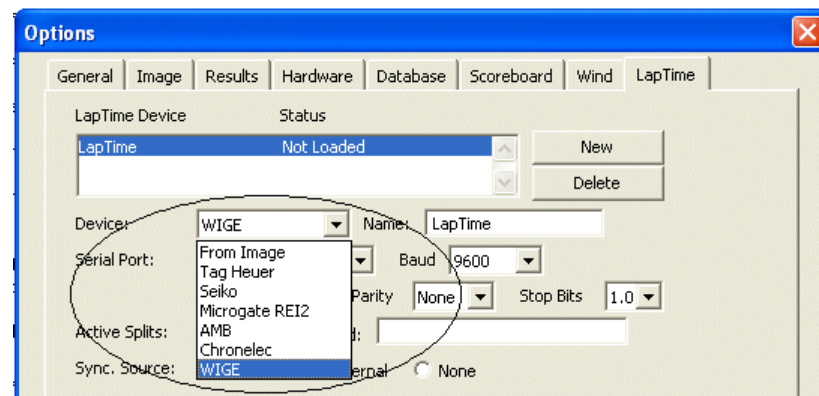 Options
General Image Results Hardware Database Scoreboard Wind LapTime
LapTime Device Status
LapTime Not Loaded New
Delete
Device: WIGE Name: LapTime
Serial Port: From Image Baud 9600
Tag Heuer
Seiko Parity None Stop Bits 1.0
Microgate REI2
Active Splits: AMB
Chronelec
Sync. Source: WIGE None